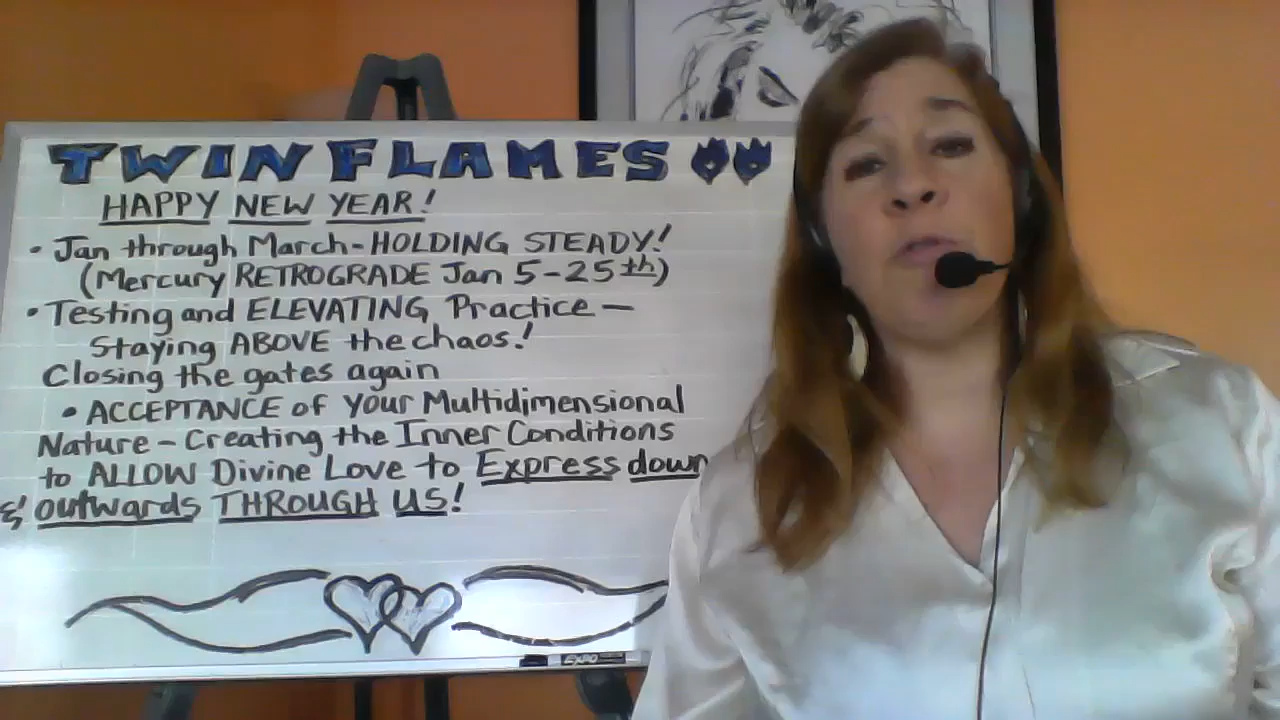 TWIN FLAMES
HAPPY NEW YEAR!
• Jan through March - HOLDING STEADY!
(Mercury RETROGRADE Jan 5-25th)
• Testing and ELEVATING Practice —
Staying ABOVE the chaos!
Closing the gates again
• ACCEPTANCE of your Multidimensional
Nature - Creating the Inner Conditions
to ALLOW Divine Love to Express down
& outwards THROUGH US!
EXPO